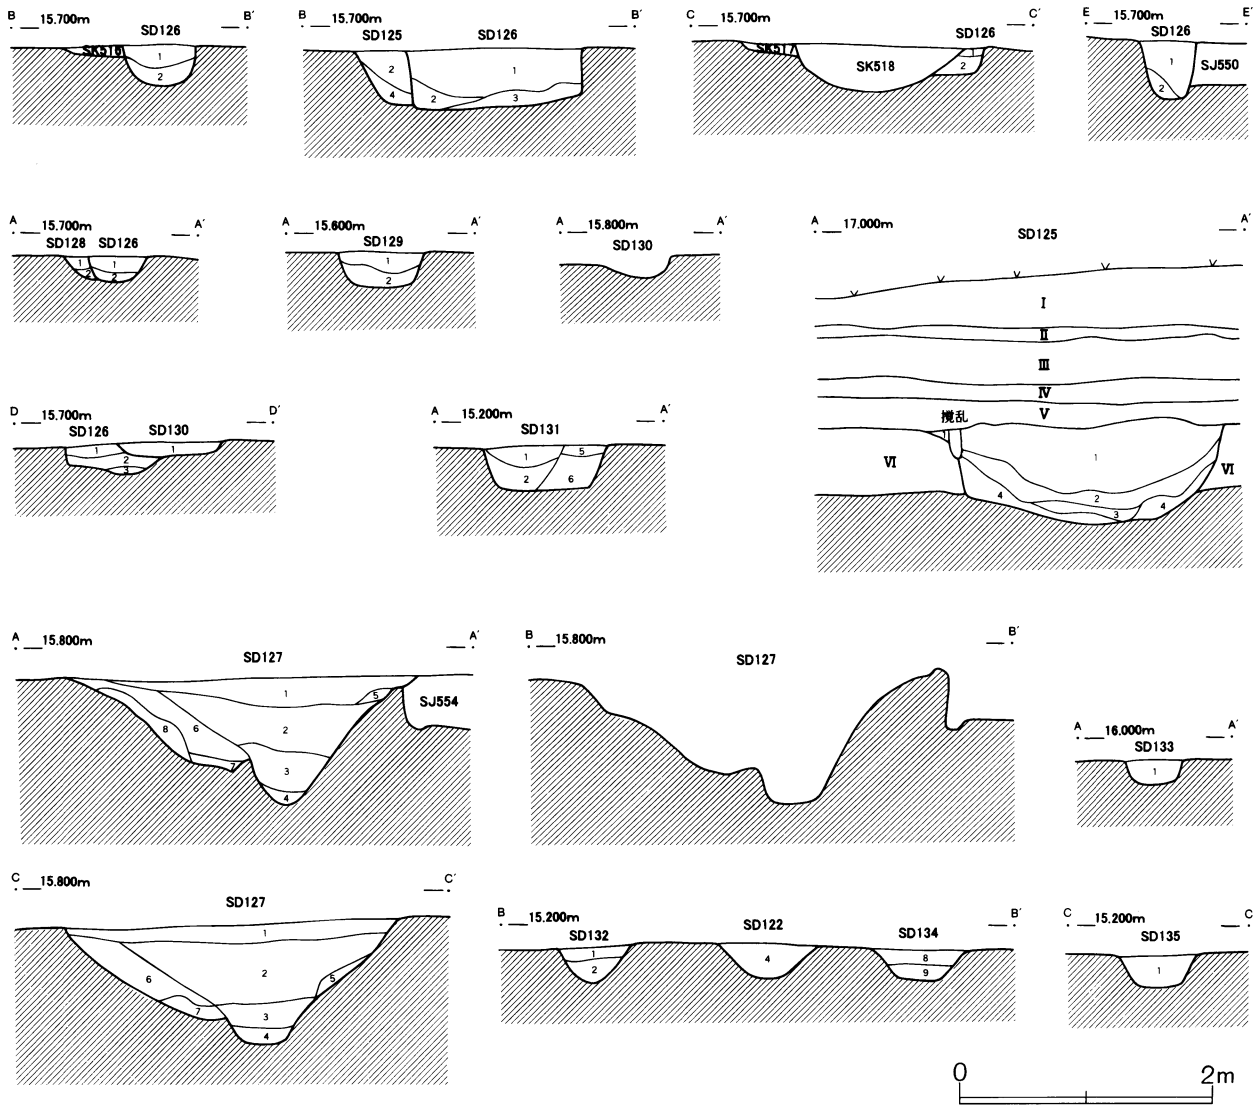 B 15.700m B′
SD126
SK516
1
2
B 15.700m B′
SD125 SD126
2 1
4 2 3
C 15.700m C′
SD126
SK517
SK518
1
2
E 15.700m E′
SD126
1
SJ550
2
A 15.700m A′
SD128 SD126
1 1
2 2
A 15.600m A′
SD129
1
2
A 15.800m A′
SD130
A 17.000m A′
SD125
I
II
III
IV
V
攪乱
1
VI
1
VI
2
4 3 4
D 15.700m D′
SD126 SD130
1 1
2
3
A 15.200m A′
SD131
1 5
2 6
A 15.800m A′
SD127
1
5
SJ554
8 6 2
7 3
4
B 15.800m B′
SD127
A 16.000m A′
SD133
1
C 15.800m C′
SD127
1
2
6 5
7 3
4
B 15.200m B′
SD132 SD122 SD134
1 4 8
2 9
C 15.200m C
SD135
1
0 2m